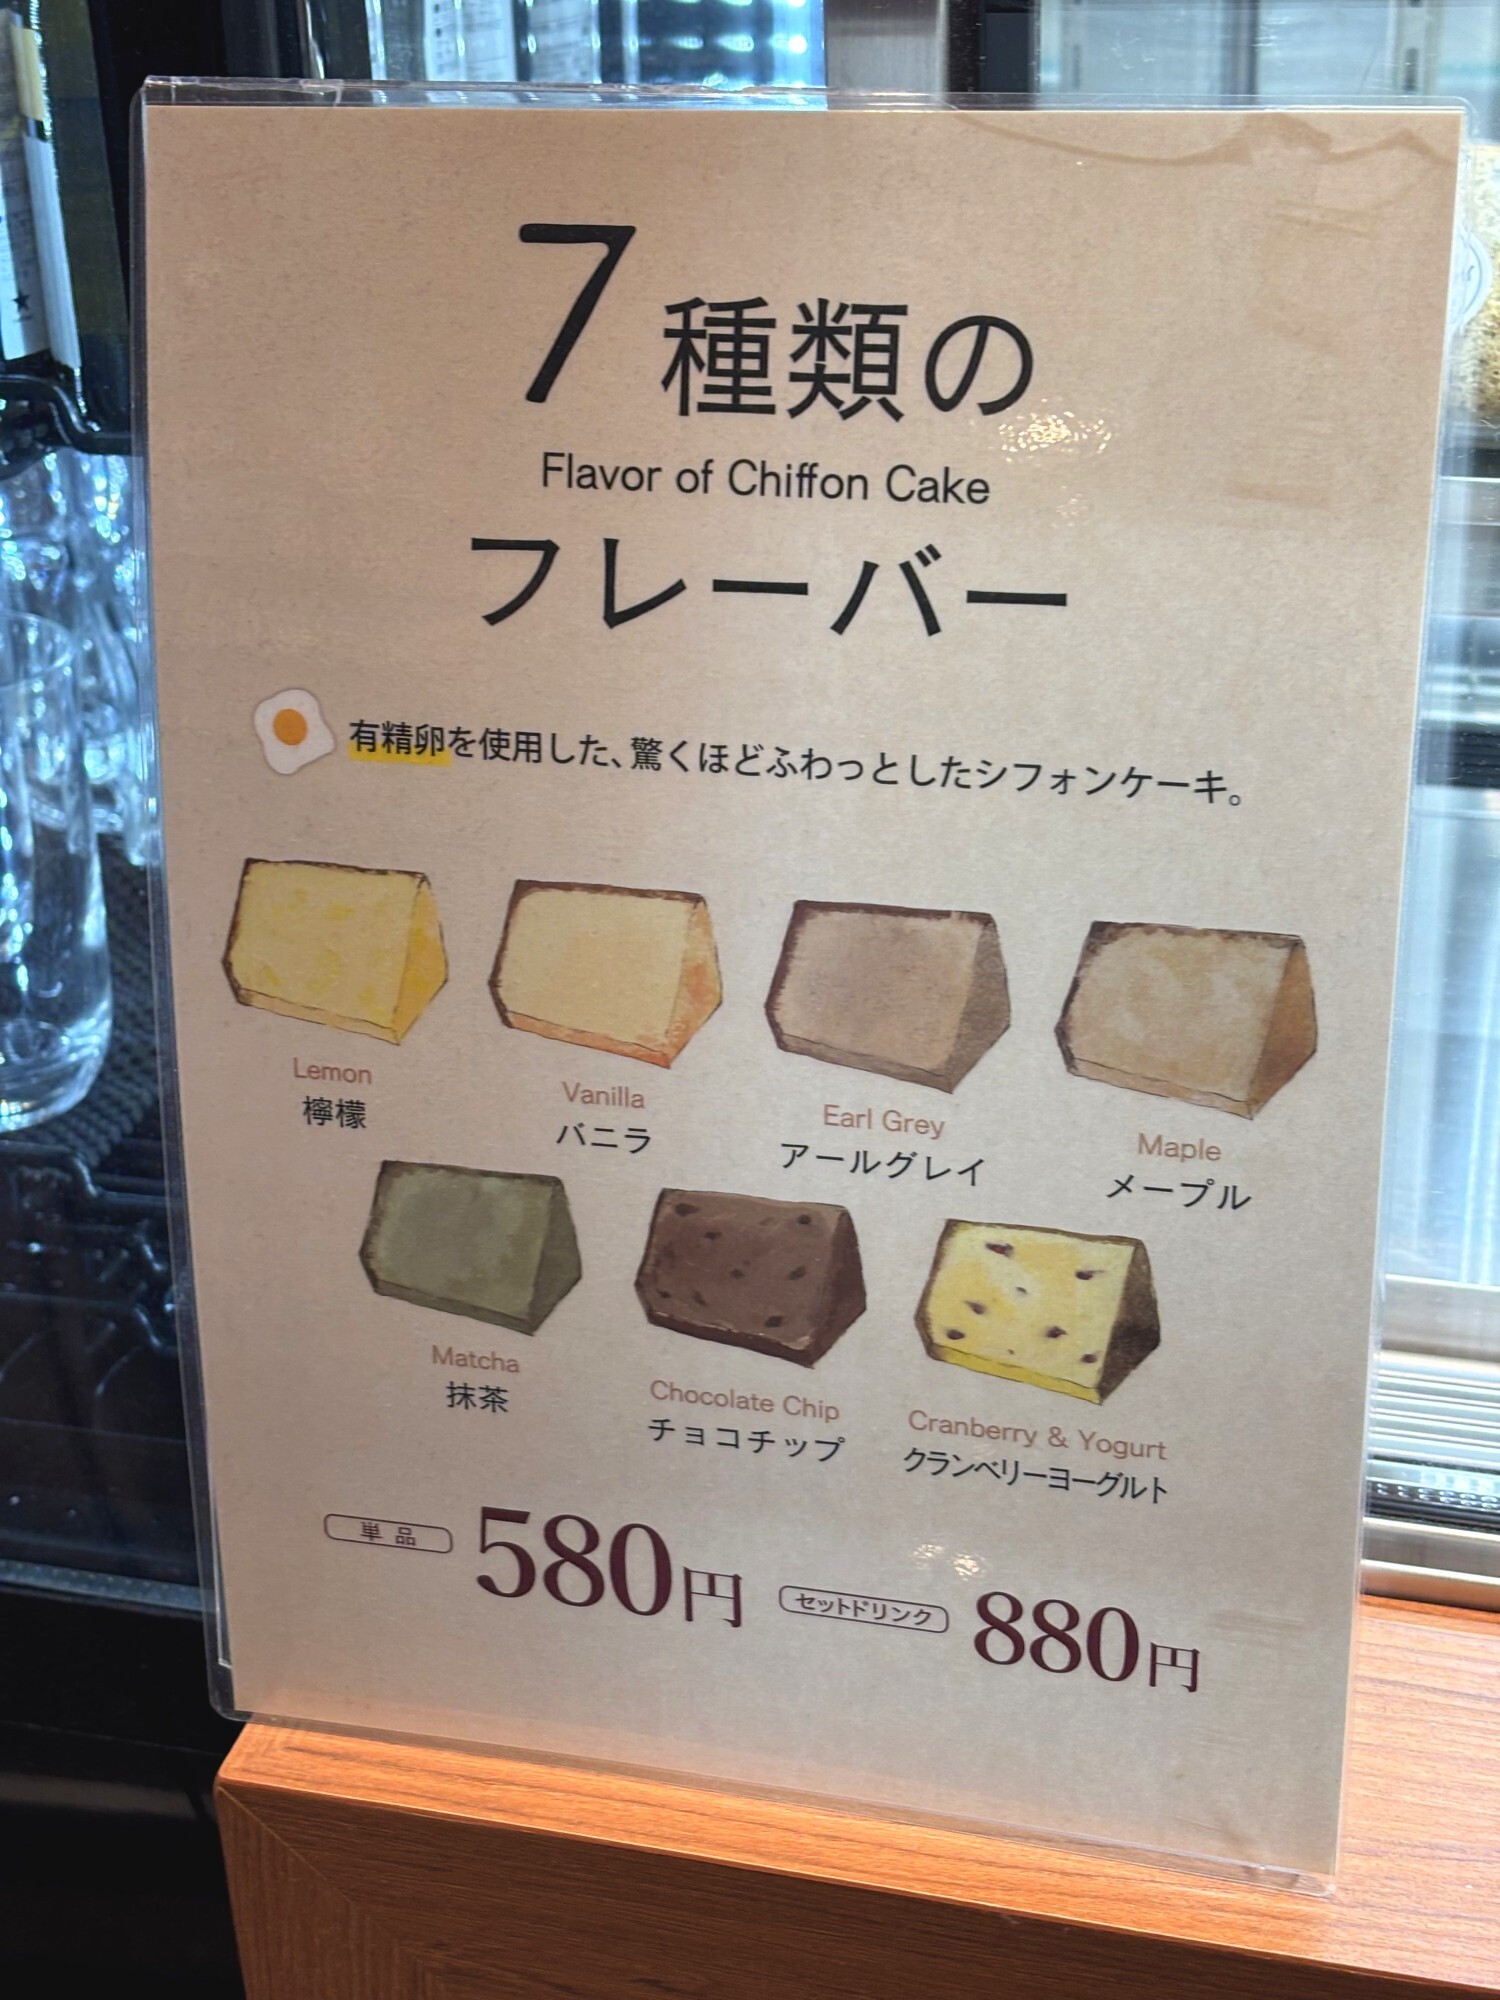 7種類の
Flavor of Chiffon Cake
フレーバー
有精卵を使用した、驚くほどふわっとしたシフォンケーキ。
Lemon
檸檬
Vanilla
バニラ
Earl Grey
アールグレイ
Maple
メープル
Matcha
抹茶
Chocolate Chip
チョコチップ
Cranberry & Yogurt
クランベリーヨーグルト
単品 580円 セットドリンク 880円